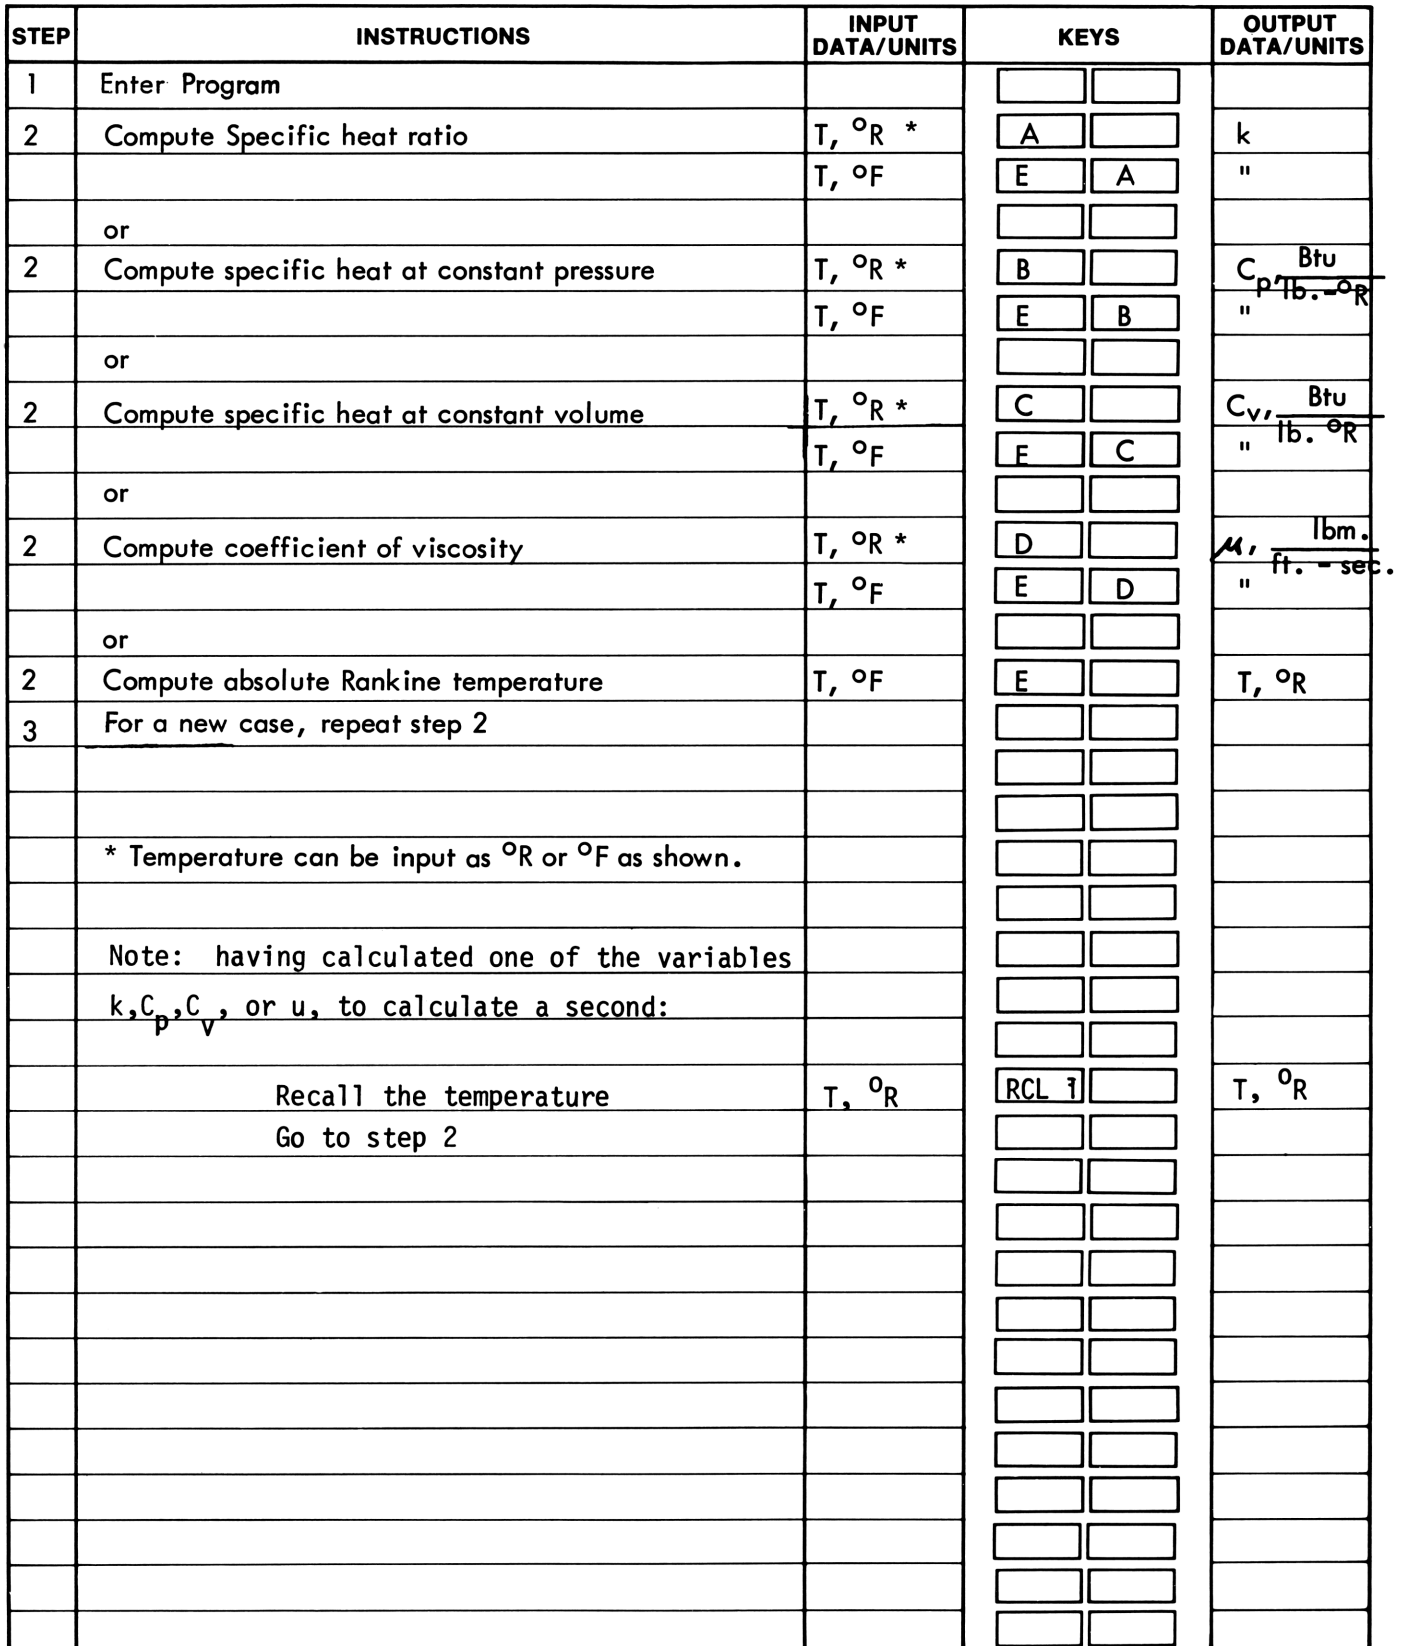 STEP INSTRUCTIONS INPUT DATA/UNITS KEYS OUTPUT DATA/UNITS
1 Enter Program
2 Compute Specific heat ratio T, °R * A k
T, °F E A "
or
2 Compute specific heat at constant pressure T, °R * B Cp, Btu / lb.-°R
T, °F E B "
or
2 Compute specific heat at constant volume T, °R * C Cv, Btu / lb. °R
T, °F E C "
or
2 Compute coefficient of viscosity T, °R * D μ, lbm. / ft. - sec.
T, °F E D "
or
2 Compute absolute Rankine temperature T, °F E T, °R
3 For a new case, repeat step 2
* Temperature can be input as °R or °F as shown.
Note: having calculated one of the variables
k,Cp,Cv, or u, to calculate a second:
Recall the temperature T, °R RCL T, °R
Go to step 2